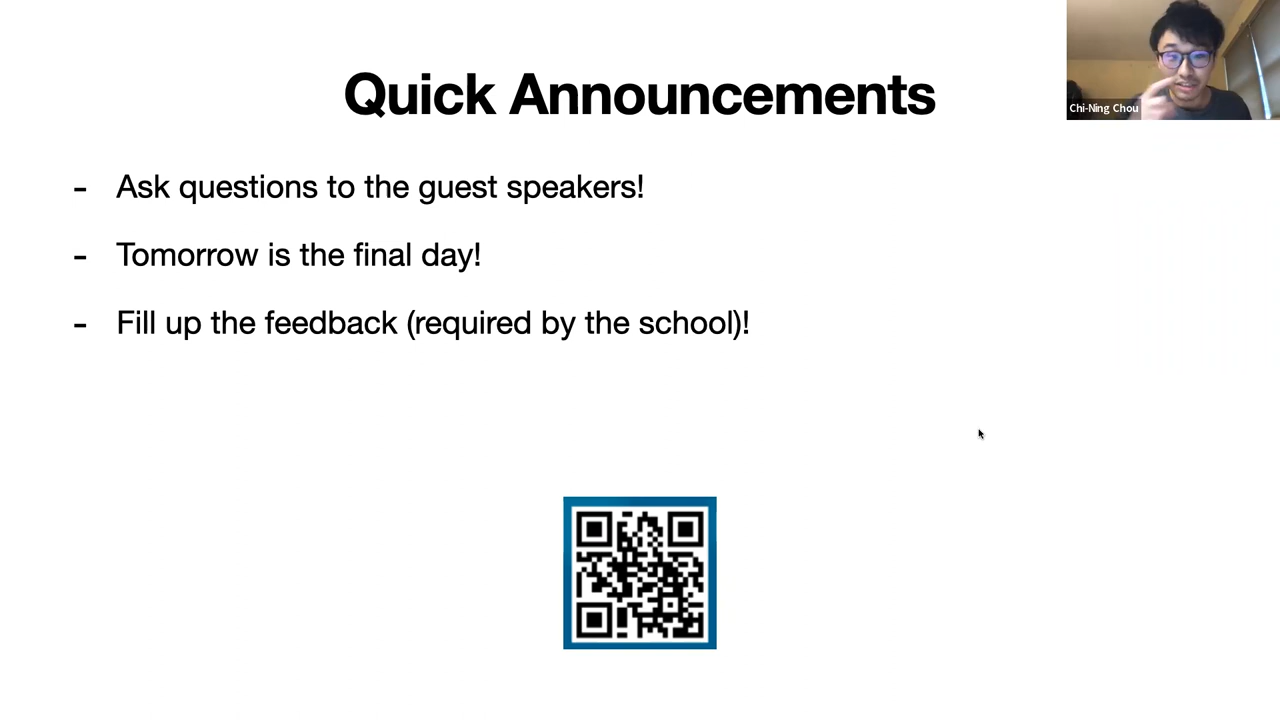 Quick Announcements
Chi-Ning Chou
- Ask questions to the guest speakers!
- Tomorrow is the final day!
- Fill up the feedback (required by the school)!